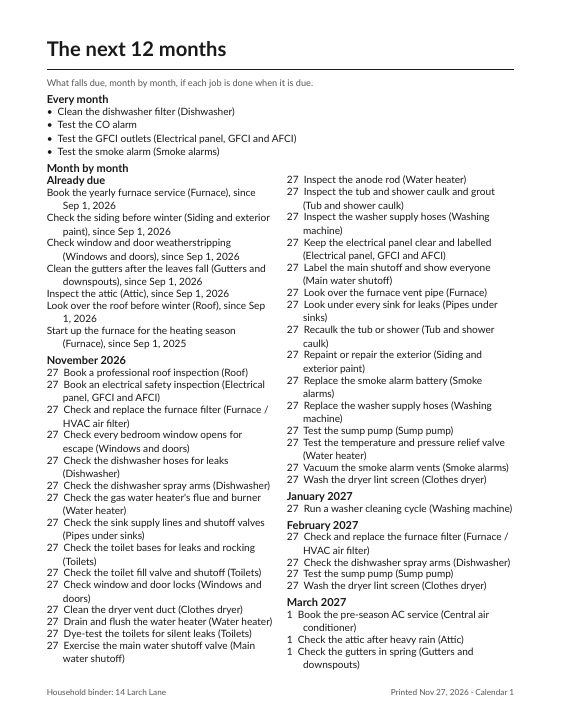 The next 12 months
What falls due, month by month, if each job is done when it is due.
Every month
• Clean the dishwasher filter (Dishwasher)
• Test the CO alarm
• Test the GFCI outlets (Electrical panel, GFCI and AFCI)
• Test the smoke alarm (Smoke alarms)
Month by month
Already due
Book the yearly furnace service (Furnace), since
Sep 1, 2026
Check the siding before winter (Siding and exterior
paint), since Sep 1, 2026
Check window and door weatherstripping
(Windows and doors), since Sep 1, 2026
Clean the gutters after the leaves fall (Gutters and
downspouts), since Sep 1, 2026
Inspect the attic (Attic), since Sep 1, 2026
Look over the roof before winter (Roof), since Sep
1, 2026
Start up the furnace for the heating season
(Furnace), since Sep 1, 2025
November 2026
27 Book a professional roof inspection (Roof)
27 Book an electrical safety inspection (Electrical
panel, GFCI and AFCI)
27 Check and replace the furnace filter (Furnace /
HVAC air filter)
27 Check every bedroom window opens for
escape (Windows and doors)
27 Check the dishwasher hoses for leaks
(Dishwasher)
27 Check the dishwasher spray arms (Dishwasher)
27 Check the gas water heater's flue and burner
(Water heater)
27 Check the sink supply lines and shutoff valves
(Pipes under sinks)
27 Check the toilet bases for leaks and rocking
(Toilets)
27 Check the toilet fill valve and shutoff (Toilets)
27 Check window and door locks (Windows and
doors)
27 Clean the dryer vent duct (Clothes dryer)
27 Drain and flush the water heater (Water heater)
27 Dye-test the toilets for silent leaks (Toilets)
27 Exercise the main water shutoff valve (Main
water shutoff)
27 Inspect the anode rod (Water heater)
27 Inspect the tub and shower caulk and grout
(Tub and shower caulk)
27 Inspect the washer supply hoses (Washing
machine)
27 Keep the electrical panel clear and labelled
(Electrical panel, GFCI and AFCI)
27 Label the main shutoff and show everyone
(Main water shutoff)
27 Look over the furnace vent pipe (Furnace)
27 Look under every sink for leaks (Pipes under
sinks)
27 Recaulk the tub or shower (Tub and shower
caulk)
27 Repaint or repair the exterior (Siding and
exterior paint)
27 Replace the smoke alarm battery (Smoke
alarms)
27 Replace the washer supply hoses (Washing
machine)
27 Test the sump pump (Sump pump)
27 Test the temperature and pressure relief valve
(Water heater)
27 Vacuum the smoke alarm vents (Smoke alarms)
27 Wash the dryer lint screen (Clothes dryer)
January 2027
27 Run a washer cleaning cycle (Washing machine)
February 2027
27 Check and replace the furnace filter (Furnace /
HVAC air filter)
27 Check the dishwasher spray arms (Dishwasher)
27 Test the sump pump (Sump pump)
27 Wash the dryer lint screen (Clothes dryer)
March 2027
1 Book the pre-season AC service (Central air
conditioner)
1 Check the attic after heavy rain (Attic)
1 Check the gutters in spring (Gutters and
downspouts)
Household binder: 14 Larch Lane
Printed Nov 27, 2026 · Calendar 1